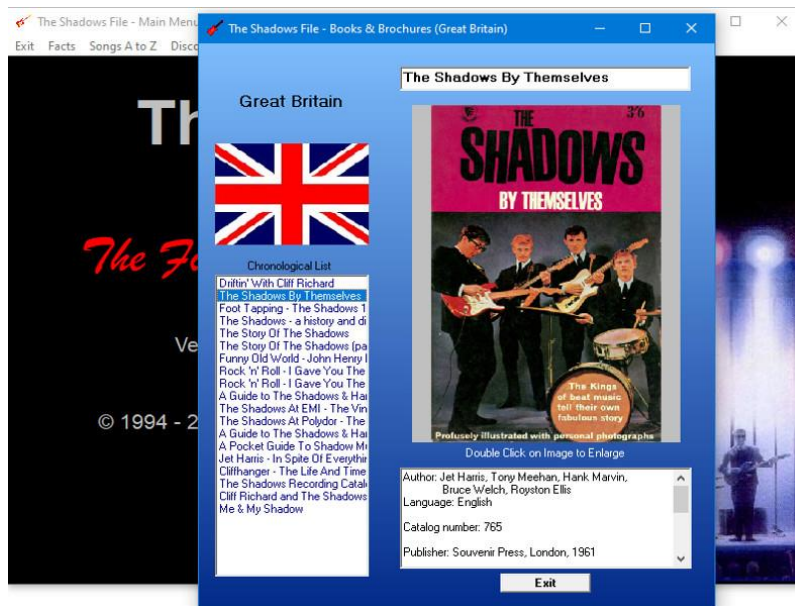 The Shadows File - Main Menu
Exit Facts Songs A to Z Disco
Th
The Fi
Ve
© 1994 - 2
The Shadows File - Books & Brochures (Great Britain)
Great Britain
Chronological List
Driftin' With Cliff Richard
The Shadows By Themselves
Foot Tapping - The Shadows 1
The Shadows - a history and di
The Story Of The Shadows
The Story Of The Shadows (pa
Funny Old World - John Henry
Rock 'n' Roll - I Gave You The
Rock 'n' Roll - I Gave You The
A Guide to The Shadows & Ha
The Shadows At EMI - The Vin
The Shadows At Polydor - The
A Guide to The Shadows & Ha
A Pocket Guide To Shadow Mu
Jet Harris - In Spite Of Everythin
Cliffhanger - The Life And Time
The Shadows Recording Catal
Cliff Richard and The Shadows
Me & My Shadow
The Shadows By Themselves
3'6
THE
SHADOWS
BY THEMSELVES
The Kings
of beat music
tell their own
fabulous story
Profusely illustrated with personal photographs
Double Click on Image to Enlarge
Author: Jet Harris, Tony Meehan, Hank Marvin,
Bruce Welch, Royston Ellis
Language: English
Catalog number: 765
Publisher: Souvenir Press, London, 1961
Exit